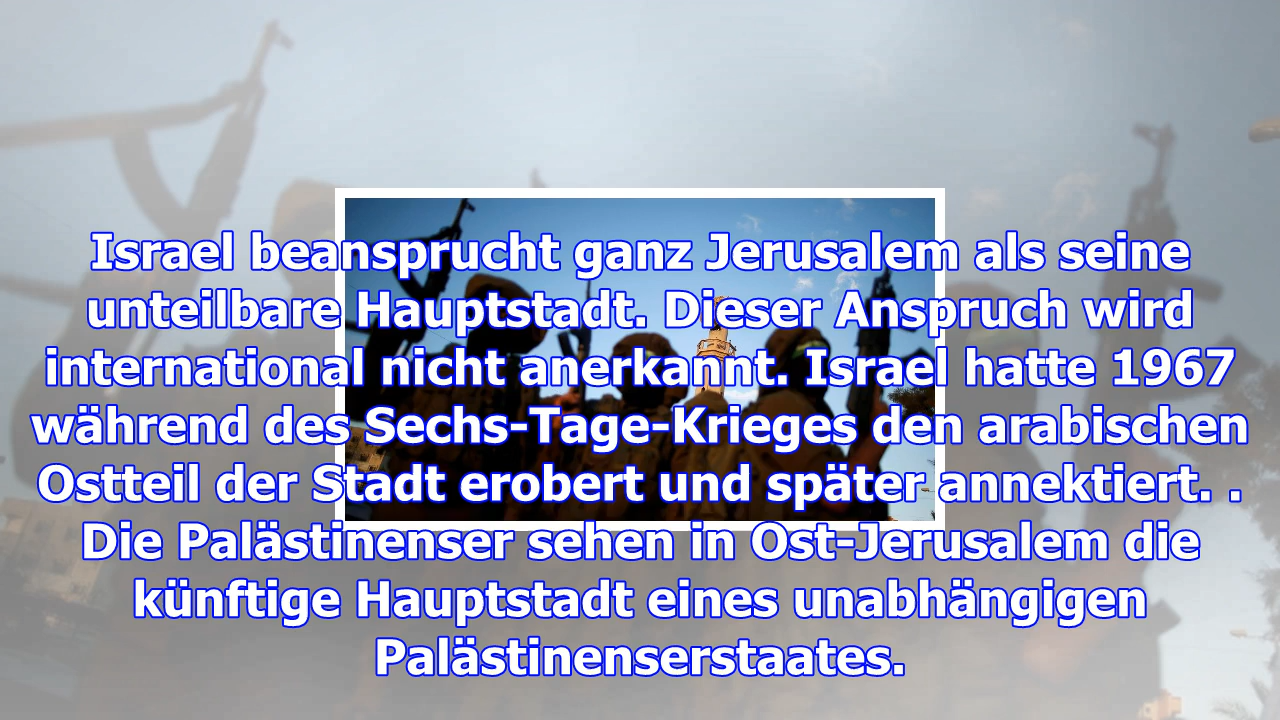 Israel beansprucht ganz Jerusalem als seine
unteilbare Hauptstadt. Dieser Anspruch wird
international nicht anerkannt. Israel hatte 1967
während des Sechs-Tage-Krieges den arabischen
Ostteil der Stadt erobert und später annektiert. .
Die Palästinenser sehen in Ost-Jerusalem die
künftige Hauptstadt eines unabhängigen
Palästinenserstaates.